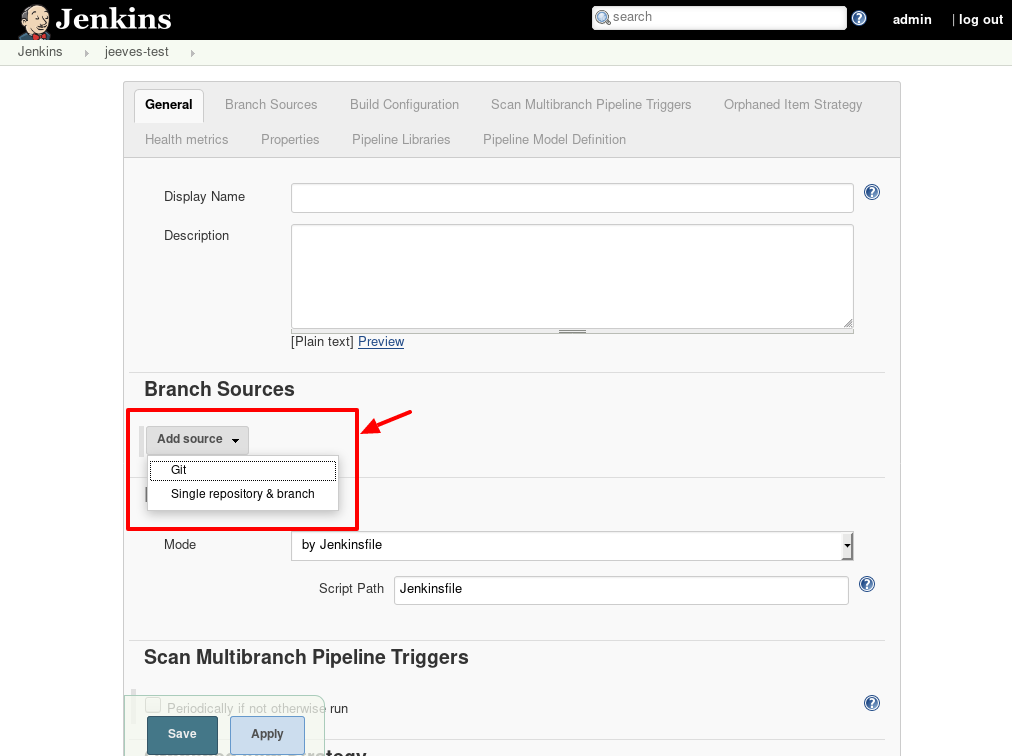 Jenkins
search
admin | log out
Jenkins jeeves-test
General Branch Sources Build Configuration Scan Multibranch Pipeline Triggers Orphaned Item Strategy
Health metrics Properties Pipeline Libraries Pipeline Model Definition
Display Name
Description
[Plain text] Preview
Branch Sources
Add source
Git
Single repository & branch
Mode by Jenkinsfile
Script Path Jenkinsfile
Scan Multibranch Pipeline Triggers
Periodically if not otherwise run
Save Apply